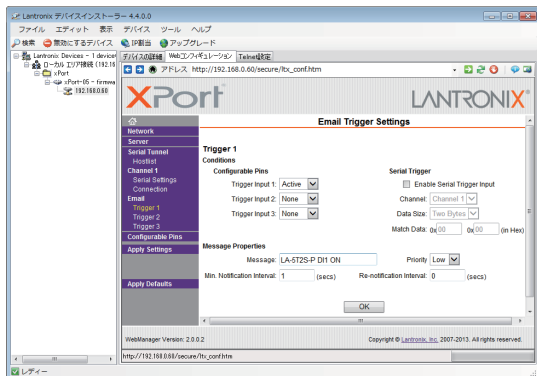 Lantronix デバイスインストーラー 4.4.0.0
ファイル エディット 表示 デバイス ツール ヘルプ
検索 無効にするデバイス IP割当 アップグレード
Lantronix Devices - 1 device
ローカル エリア接続 (192.16
XPort
XPort-05 - firmwa
192.168.0.60
デバイスの詳細 Webコンフィギュレーション Telnet設定
アドレス http://192.168.0.60/secure/ltx_conf.htm
XPort LANTRONIX
Email Trigger Settings
Network
Server
Serial Tunnel
Hostlist
Channel 1
Serial Settings
Connection
Email
Trigger 1
Trigger 2
Trigger 3
Configurable Pins
Apply Settings
Apply Defaults
Trigger 1
Conditions
Configurable Pins Serial Trigger
Trigger Input 1: Active Enable Serial Trigger Input
Trigger Input 2: None Channel: Channel 1
Trigger Input 3: None Data Size: Two Bytes
Match Data: 0x 00 0x 00 (in Hex)
Message Properties
Message: LA-5T2S-P DI1 ON Priority Low
Min. Notification Interval: 1 (secs) Re-notification Interval: 0 (secs)
OK
WebManager Version: 2.0.0.2 Copyright © Lantronix, Inc. 2007-2013. All rights reserved.
http://192.168.0.60/secure/ltx_conf.htm
レディー